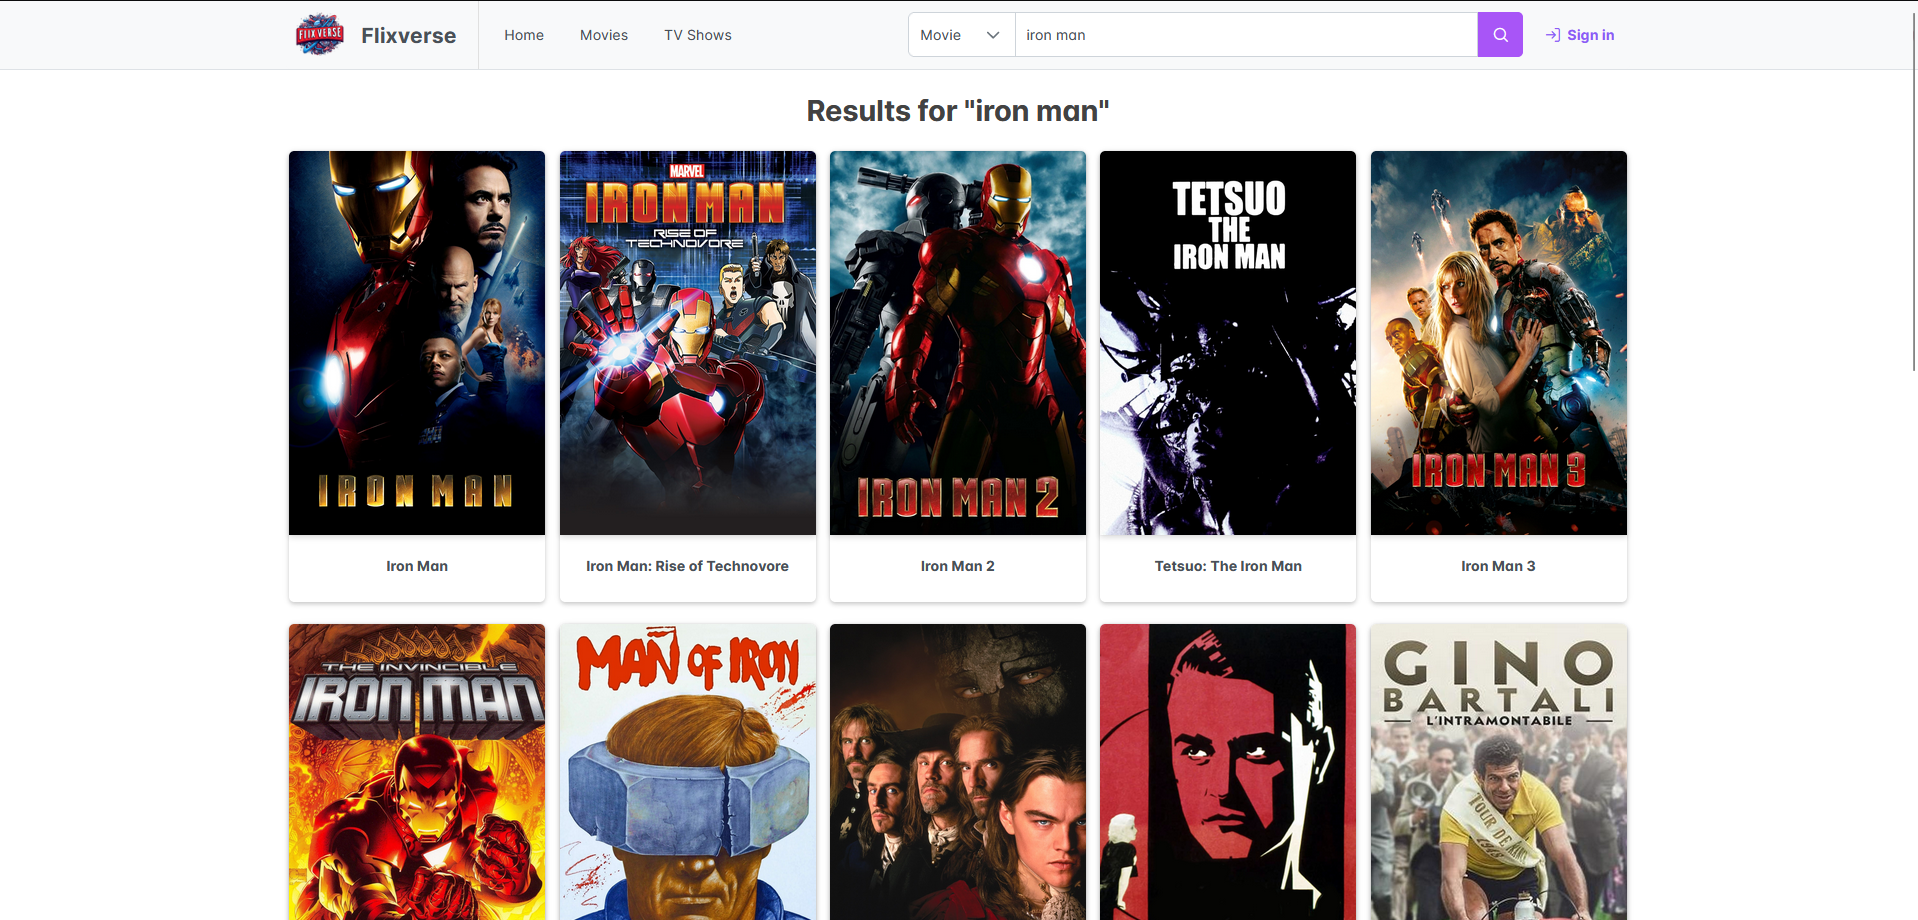 FLIXVERSE
Flixverse
Home
Movies
TV Shows
Movie
iron man
Sign in
Results for "iron man"
IRON MAN
Iron Man
MARVEL
IRON MAN
RISE OF
TECHNOVORE
Iron Man: Rise of Technovore
IRON MAN 2
Iron Man 2
TETSUO
THE
IRON MAN
Tetsuo: The Iron Man
IRON MAN 3
Iron Man 3
THE INVINCIBLE
IRON MAN
MAN OF IRON
GINO
BARTALI
L'INTRAMONTABILE
TOUR DE